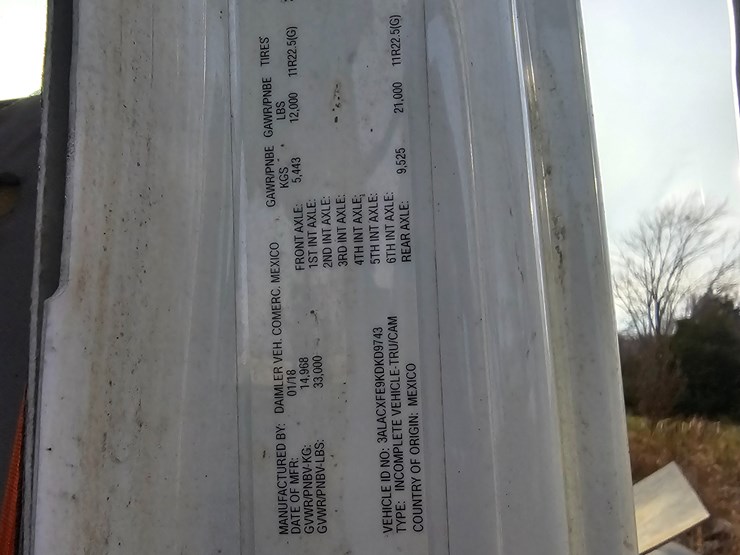 MANUFACTURED BY: DAIMLER VEH. COMERC. MEXICO
DATE OF MFR: 01/18
GVWR/PNBV-KG: 14,968
GVWR/PNBV-LBS: 33,000
GAWR/PNBE GAWR/PNBE TIRES
KGS LBS
FRONT AXLE: 5,443 12,000 11R22.5(G)
1ST INT AXLE:
2ND INT AXLE:
3RD INT AXLE:
4TH INT AXLE:
5TH INT AXLE:
6TH INT AXLE:
REAR AXLE: 9,525 21,000 11R22.5(G)
VEHICLE ID NO: 3ALACXFE9KDKD9743
TYPE: INCOMPLETE VEHICLE-TRU/CAM
COUNTRY OF ORIGIN: MEXICO